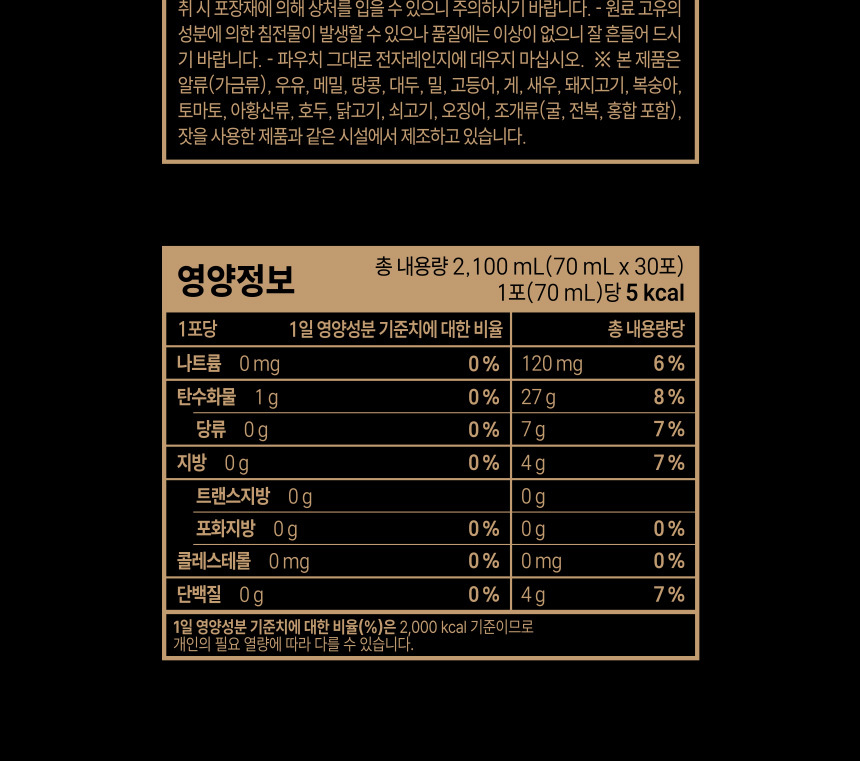 취 시 포장재에 의해 상처를 입을 수 있으니 주의하시기 바랍니다. - 원료 고유의
성분에 의한 침전물이 발생할 수 있으나 품질에는 이상이 없으니 잘 흔들어 드시
기 바랍니다. - 파우치 그대로 전자레인지에 데우지 마십시오. ※ 본 제품은
알류(가금류), 우유, 메밀, 땅콩, 대두, 밀, 고등어, 게, 새우, 돼지고기, 복숭아,
토마토, 아황산류, 호두, 닭고기, 쇠고기, 오징어, 조개류(굴, 전복, 홍합 포함),
잣을 사용한 제품과 같은 시설에서 제조하고 있습니다.
영양정보
총 내용량 2,100 mL(70 mL x 30포)
1포(70 mL)당 5 kcal
1포당 1일 영양성분 기준치에 대한 비율 총 내용량당
나트륨 0 mg 0 % 120 mg 6 %
탄수화물 1 g 0 % 27 g 8 %
당류 0 g 0 % 7 g 7 %
지방 0 g 0 % 4 g 7 %
트랜스지방 0 g 0 g
포화지방 0 g 0 % 0 g 0 %
콜레스테롤 0 mg 0 % 0 mg 0 %
단백질 0 g 0 % 4 g 7 %
1일 영양성분 기준치에 대한 비율(%)은 2,000 kcal 기준이므로
개인의 필요 열량에 따라 다를 수 있습니다.